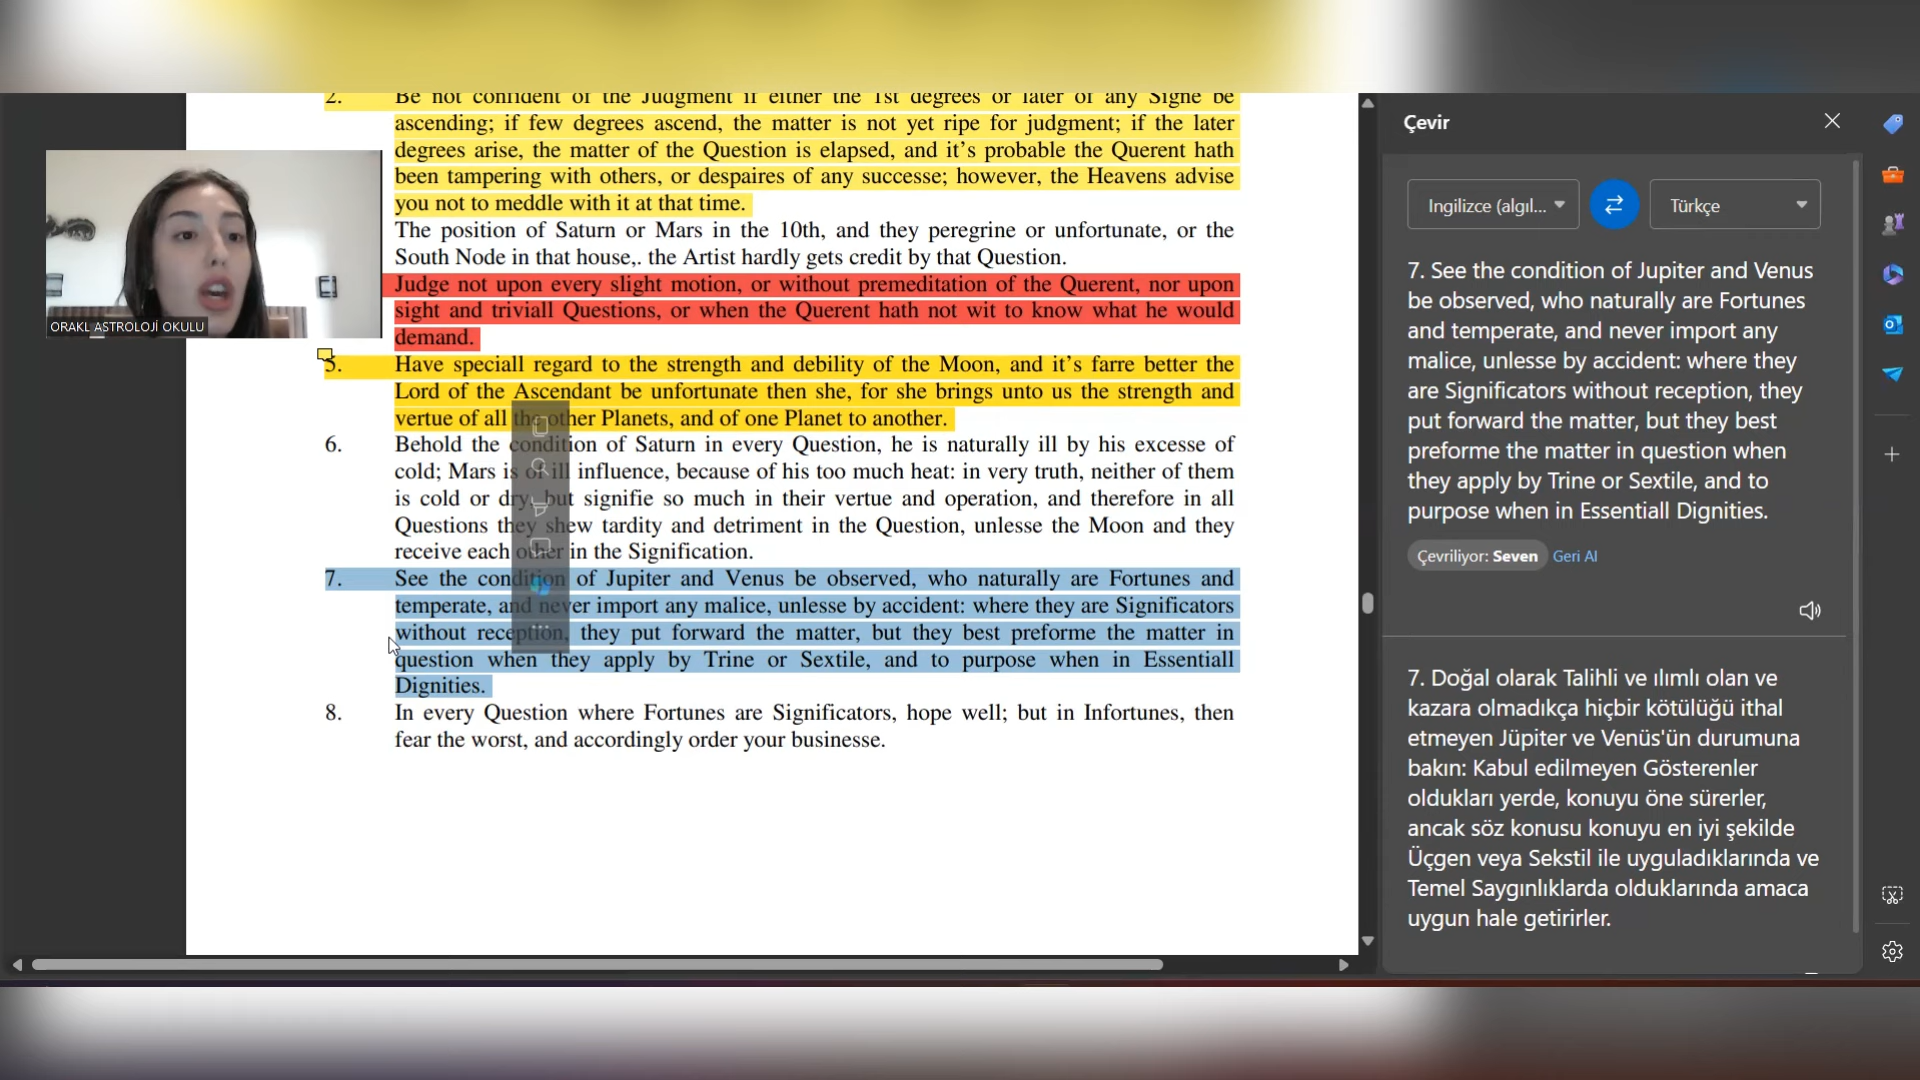 2. Be not confident of the Judgment if either the 1st degrees or later of any Signe be
ascending; if few degrees ascend, the matter is not yet ripe for judgment; if the later
degrees arise, the matter of the Question is elapsed, and it's probable the Querent hath
been tampering with others, or despaires of any successe; however, the Heavens advise
you not to meddle with it at that time.
The position of Saturn or Mars in the 10th, and they peregrine or unfortunate, or the
South Node in that house,. the Artist hardly gets credit by that Question.
Judge not upon every slight motion, or without premeditation of the Querent, nor upon
sight and triviall Questions, or when the Querent hath not wit to know what he would
demand.
5. Have speciall regard to the strength and debility of the Moon, and it's farre better the
Lord of the Ascendant be unfortunate then she, for she brings unto us the strength and
vertue of all the other Planets, and of one Planet to another.
6. Behold the condition of Saturn in every Question, he is naturally ill by his excesse of
cold; Mars is of ill influence, because of his too much heat: in very truth, neither of them
is cold or dry, but signifie so much in their vertue and operation, and therefore in all
Questions they shew tardity and detriment in the Question, unlesse the Moon and they
receive each other in the Signification.
7. See the condition of Jupiter and Venus be observed, who naturally are Fortunes and
temperate, and never import any malice, unlesse by accident: where they are Significators
without reception, they put forward the matter, but they best preforme the matter in
question when they apply by Trine or Sextile, and to purpose when in Essentiall
Dignities.
8. In every Question where Fortunes are Significators, hope well; but in Infortunes, then
fear the worst, and accordingly order your businesse.
ORAKL ASTROLOJİ OKULU
Çevir
Ingilizce (algıl...
Türkçe
7. See the condition of Jupiter and Venus
be observed, who naturally are Fortunes
and temperate, and never import any
malice, unlesse by accident: where they
are Significators without reception, they
put forward the matter, but they best
preforme the matter in question when
they apply by Trine or Sextile, and to
purpose when in Essentiall Dignities.
Çevriliyor: Seven Geri Al
7. Doğal olarak Talihli ve ılımlı olan ve
kazara olmadıkça hiçbir kötülüğü ithal
etmeyen Jüpiter ve Venüs'ün durumuna
bakın: Kabul edilmeyen Gösterenler
oldukları yerde, konuyu öne sürerler,
ancak söz konusu konuyu en iyi şekilde
Üçgen veya Sekstil ile uyguladıklarında ve
Temel Saygınlıklarda olduklarında amaca
uygun hale getirirler.